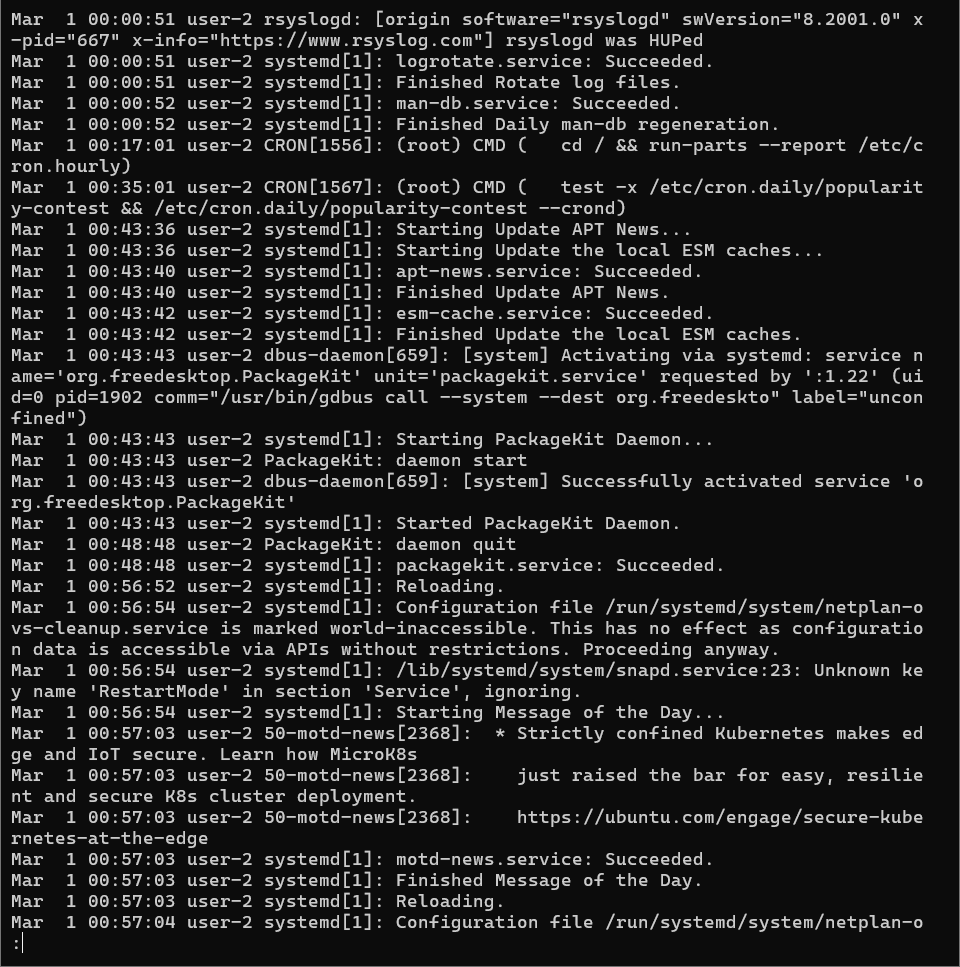 Mar  1 00:00:51 user-2 rsyslogd: [origin software="rsyslogd" swVersion="8.2001.0" x
-pid="667" x-info="https://www.rsyslog.com"] rsyslogd was HUPed
Mar  1 00:00:51 user-2 systemd[1]: logrotate.service: Succeeded.
Mar  1 00:00:51 user-2 systemd[1]: Finished Rotate log files.
Mar  1 00:00:52 user-2 systemd[1]: man-db.service: Succeeded.
Mar  1 00:00:52 user-2 systemd[1]: Finished Daily man-db regeneration.
Mar  1 00:17:01 user-2 CRON[1556]: (root) CMD (   cd / && run-parts --report /etc/c
ron.hourly)
Mar  1 00:35:01 user-2 CRON[1567]: (root) CMD (   test -x /etc/cron.daily/popularit
y-contest && /etc/cron.daily/popularity-contest --crond)
Mar  1 00:43:36 user-2 systemd[1]: Starting Update APT News...
Mar  1 00:43:36 user-2 systemd[1]: Starting Update the local ESM caches...
Mar  1 00:43:40 user-2 systemd[1]: apt-news.service: Succeeded.
Mar  1 00:43:40 user-2 systemd[1]: Finished Update APT News.
Mar  1 00:43:42 user-2 systemd[1]: esm-cache.service: Succeeded.
Mar  1 00:43:42 user-2 systemd[1]: Finished Update the local ESM caches.
Mar  1 00:43:43 user-2 dbus-daemon[659]: [system] Activating via systemd: service n
ame='org.freedesktop.PackageKit' unit='packagekit.service' requested by ':1.22' (ui
d=0 pid=1902 comm="/usr/bin/gdbus call --system --dest org.freedeskto" label="uncon
fined")
Mar  1 00:43:43 user-2 systemd[1]: Starting PackageKit Daemon...
Mar  1 00:43:43 user-2 PackageKit: daemon start
Mar  1 00:43:43 user-2 dbus-daemon[659]: [system] Successfully activated service 'o
rg.freedesktop.PackageKit'
Mar  1 00:43:43 user-2 systemd[1]: Started PackageKit Daemon.
Mar  1 00:48:48 user-2 PackageKit: daemon quit
Mar  1 00:48:48 user-2 systemd[1]: packagekit.service: Succeeded.
Mar  1 00:56:52 user-2 systemd[1]: Reloading.
Mar  1 00:56:54 user-2 systemd[1]: Configuration file /run/systemd/system/netplan-o
vs-cleanup.service is marked world-inaccessible. This has no effect as configuratio
n data is accessible via APIs without restrictions. Proceeding anyway.
Mar  1 00:56:54 user-2 systemd[1]: /lib/systemd/system/snapd.service:23: Unknown ke
y name 'RestartMode' in section 'Service', ignoring.
Mar  1 00:56:54 user-2 systemd[1]: Starting Message of the Day...
Mar  1 00:57:03 user-2 50-motd-news[2368]:  * Strictly confined Kubernetes makes ed
ge and IoT secure. Learn how MicroK8s
Mar  1 00:57:03 user-2 50-motd-news[2368]:    just raised the bar for easy, resilie
nt and secure K8s cluster deployment.
Mar  1 00:57:03 user-2 50-motd-news[2368]:    https://ubuntu.com/engage/secure-kube
rnetes-at-the-edge
Mar  1 00:57:03 user-2 systemd[1]: motd-news.service: Succeeded.
Mar  1 00:57:03 user-2 systemd[1]: Finished Message of the Day.
Mar  1 00:57:03 user-2 systemd[1]: Reloading.
Mar  1 00:57:04 user-2 systemd[1]: Configuration file /run/systemd/system/netplan-o
: